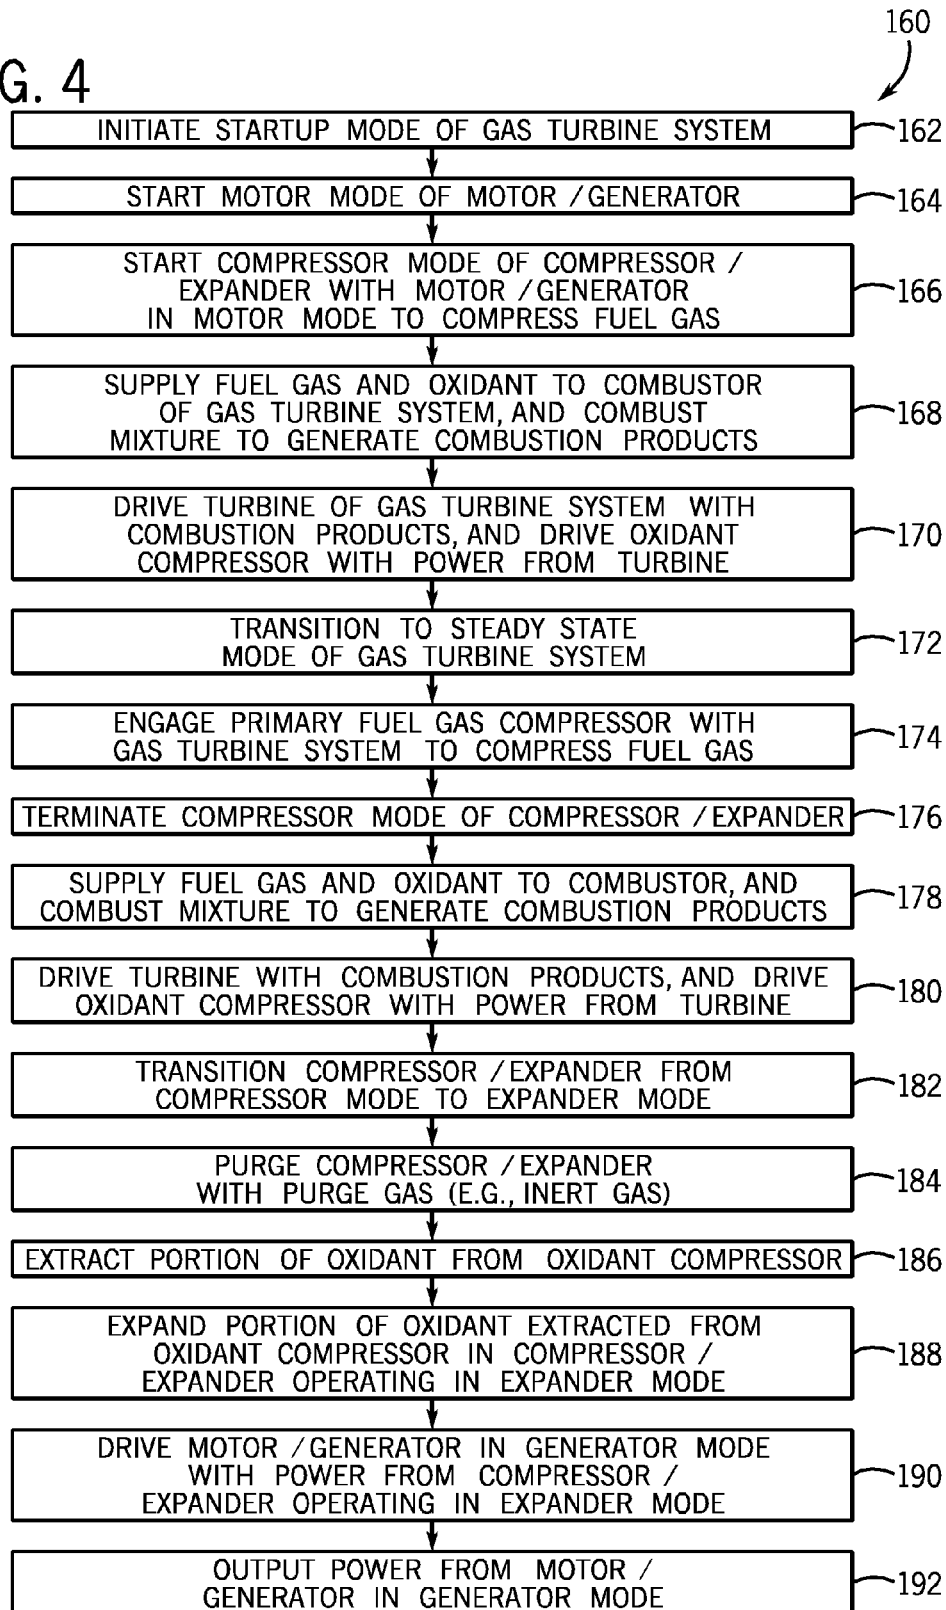 160
G. 4
INITIATE STARTUP MODE OF GAS TURBINE SYSTEM
162
START MOTOR MODE OF MOTOR / GENERATOR
164
START COMPRESSOR MODE OF COMPRESSOR /
EXPANDER WITH MOTOR / GENERATOR
IN MOTOR MODE TO COMPRESS FUEL GAS
166
SUPPLY FUEL GAS AND OXIDANT TO COMBUSTOR
OF GAS TURBINE SYSTEM, AND COMBUST
MIXTURE TO GENERATE COMBUSTION PRODUCTS
168
DRIVE TURBINE OF GAS TURBINE SYSTEM WITH
COMBUSTION PRODUCTS, AND DRIVE OXIDANT
COMPRESSOR WITH POWER FROM TURBINE
170
TRANSITION TO STEADY STATE
MODE OF GAS TURBINE SYSTEM
172
ENGAGE PRIMARY FUEL GAS COMPRESSOR WITH
GAS TURBINE SYSTEM TO COMPRESS FUEL GAS
174
TERMINATE COMPRESSOR MODE OF COMPRESSOR / EXPANDER
176
SUPPLY FUEL GAS AND OXIDANT TO COMBUSTOR, AND
COMBUST MIXTURE TO GENERATE COMBUSTION PRODUCTS
178
DRIVE TURBINE WITH COMBUSTION PRODUCTS, AND DRIVE
OXIDANT COMPRESSOR WITH POWER FROM TURBINE
180
TRANSITION COMPRESSOR / EXPANDER FROM
COMPRESSOR MODE TO EXPANDER MODE
182
PURGE COMPRESSOR / EXPANDER
WITH PURGE GAS (E.G., INERT GAS)
184
EXTRACT PORTION OF OXIDANT FROM OXIDANT COMPRESSOR
186
EXPAND PORTION OF OXIDANT EXTRACTED FROM
OXIDANT COMPRESSOR IN COMPRESSOR /
EXPANDER OPERATING IN EXPANDER MODE
188
DRIVE MOTOR / GENERATOR IN GENERATOR MODE
WITH POWER FROM COMPRESSOR /
EXPANDER OPERATING IN EXPANDER MODE
190
OUTPUT POWER FROM MOTOR /
GENERATOR IN GENERATOR MODE
192